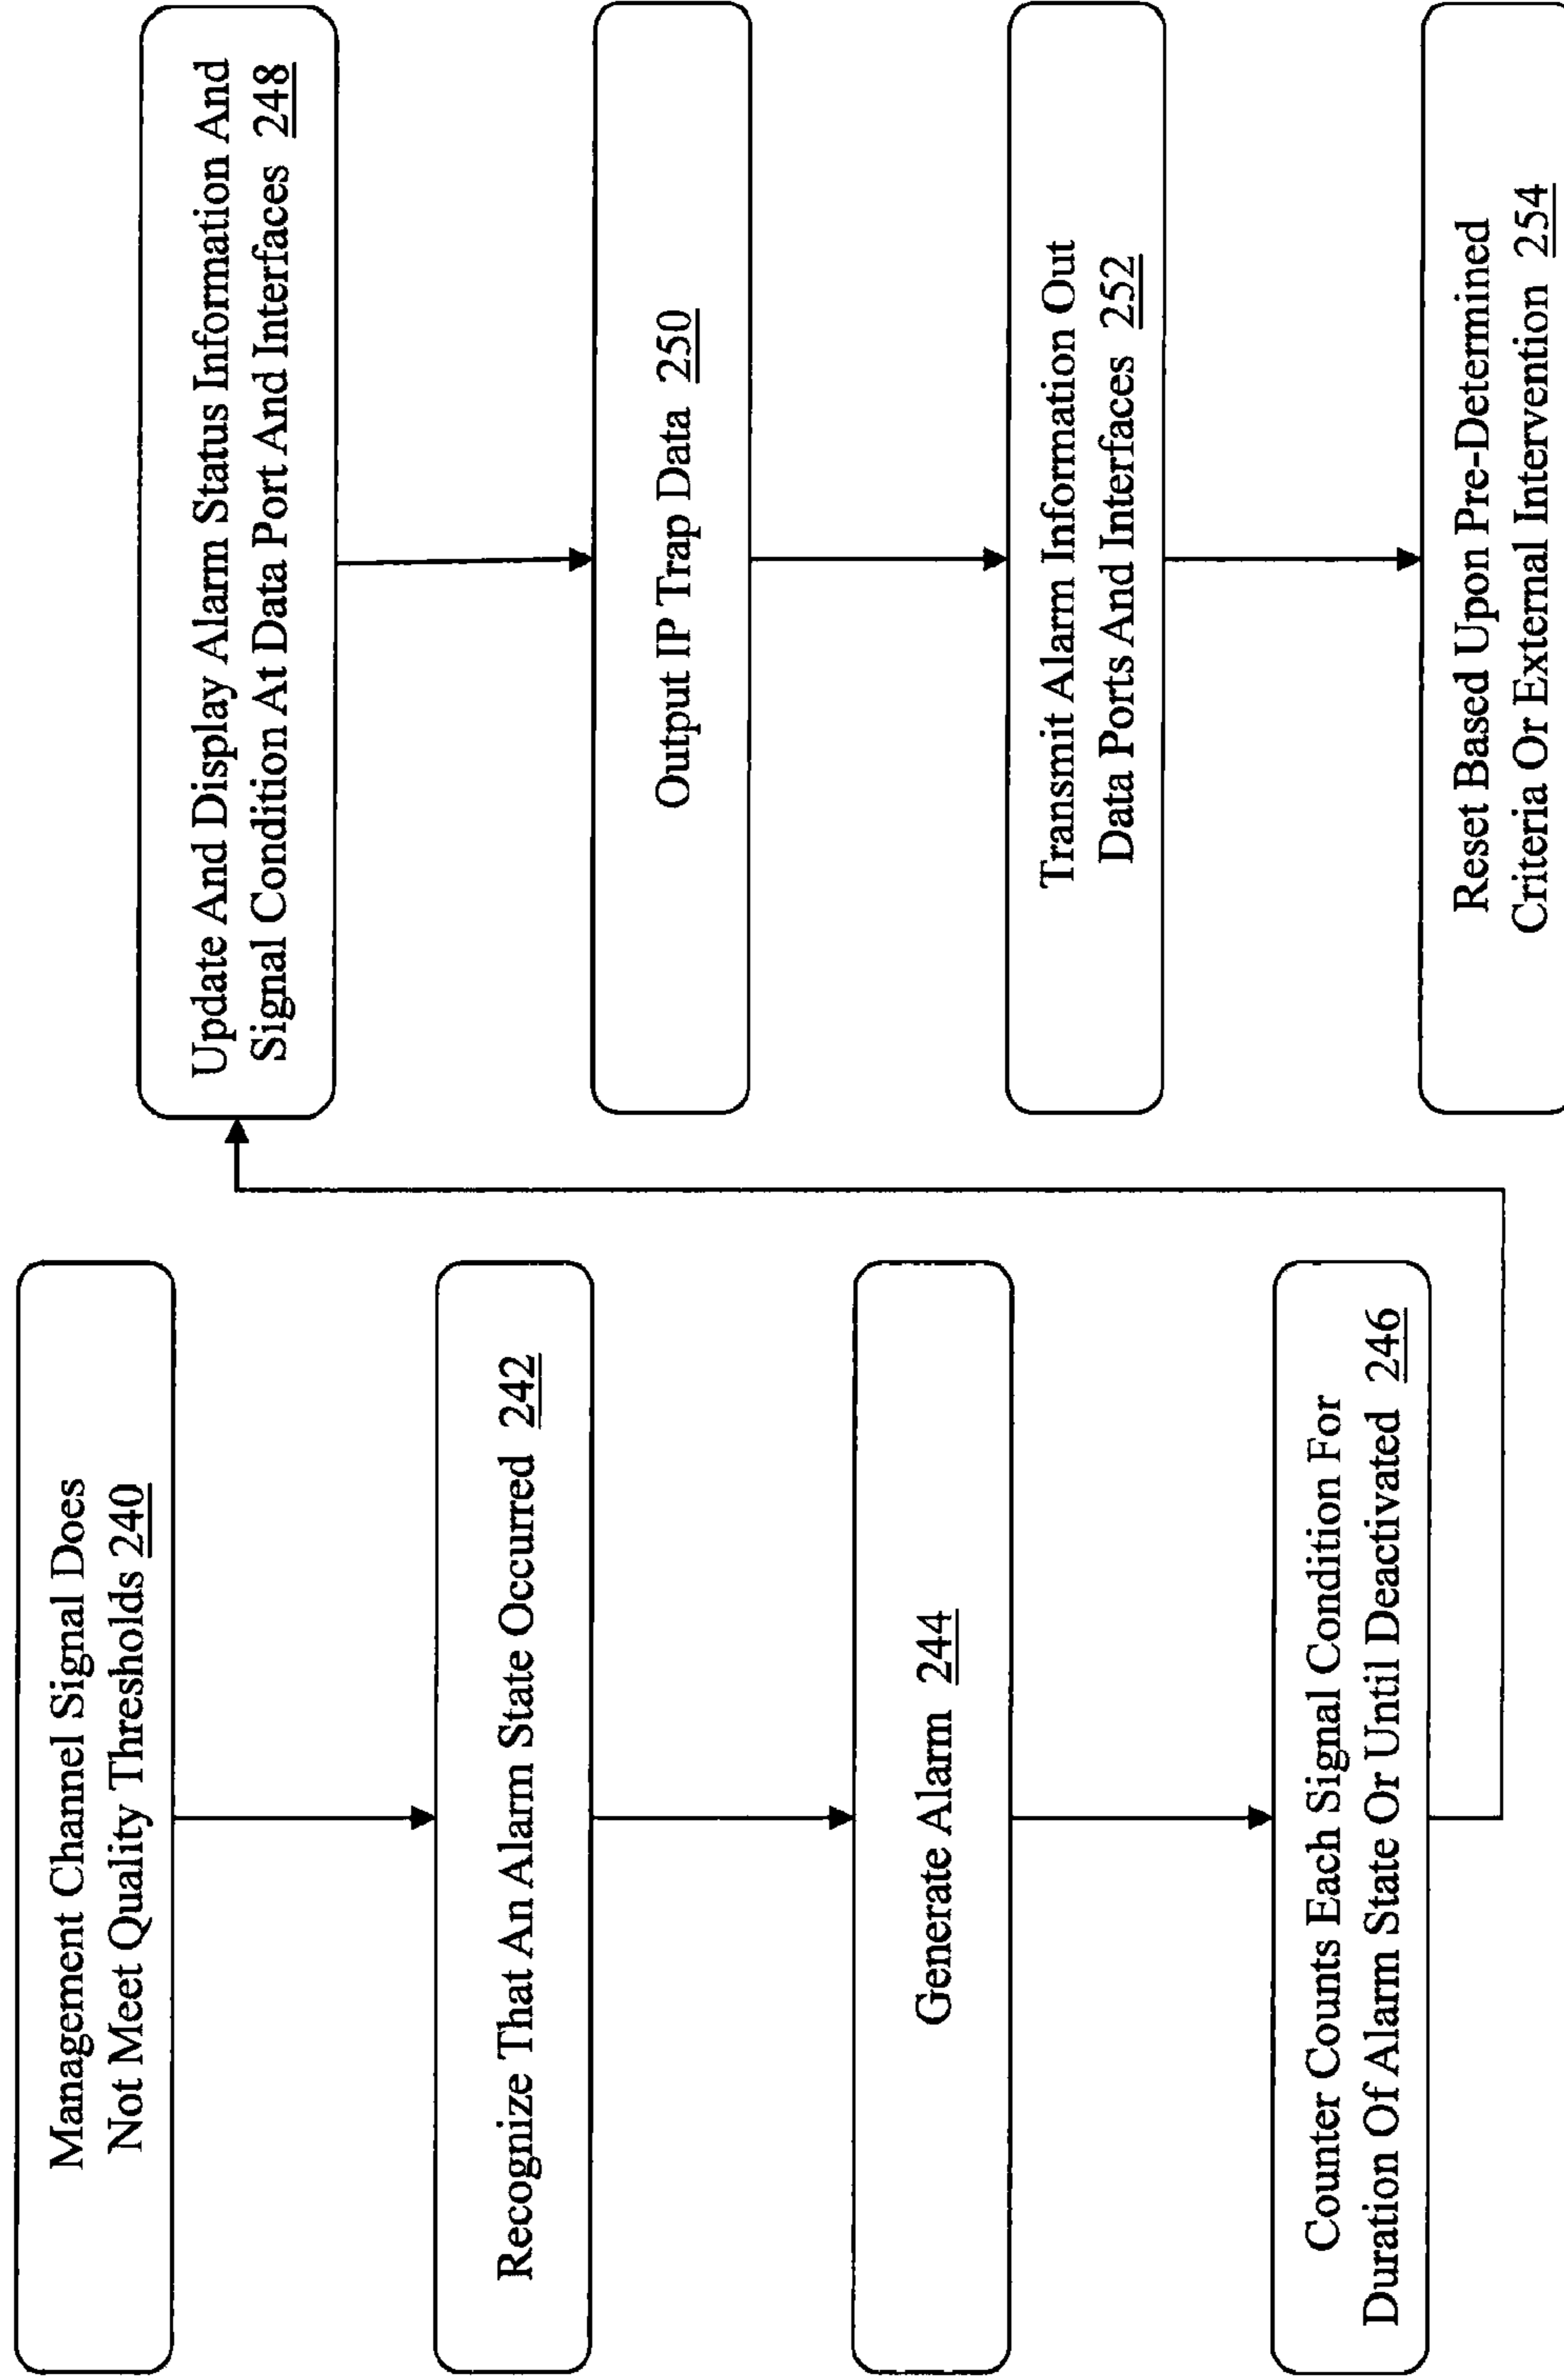 Management Channel Signal Does
Not Meet Quality Thresholds 240
Recognize That An Alarm State Occurred 242
Generate Alarm 244
Counter Counts Each Signal Condition For
Duration Of Alarm State Or Until Deactivated 246
Update And Display Alarm Status Information And
Signal Condition At Data Port And Interfaces 248
Output IP Trap Data 250
Transmit Alarm Information Out
Data Ports And Interfaces 252
Reset Based Upon Pre-Determined
Criteria Or External Intervention 254